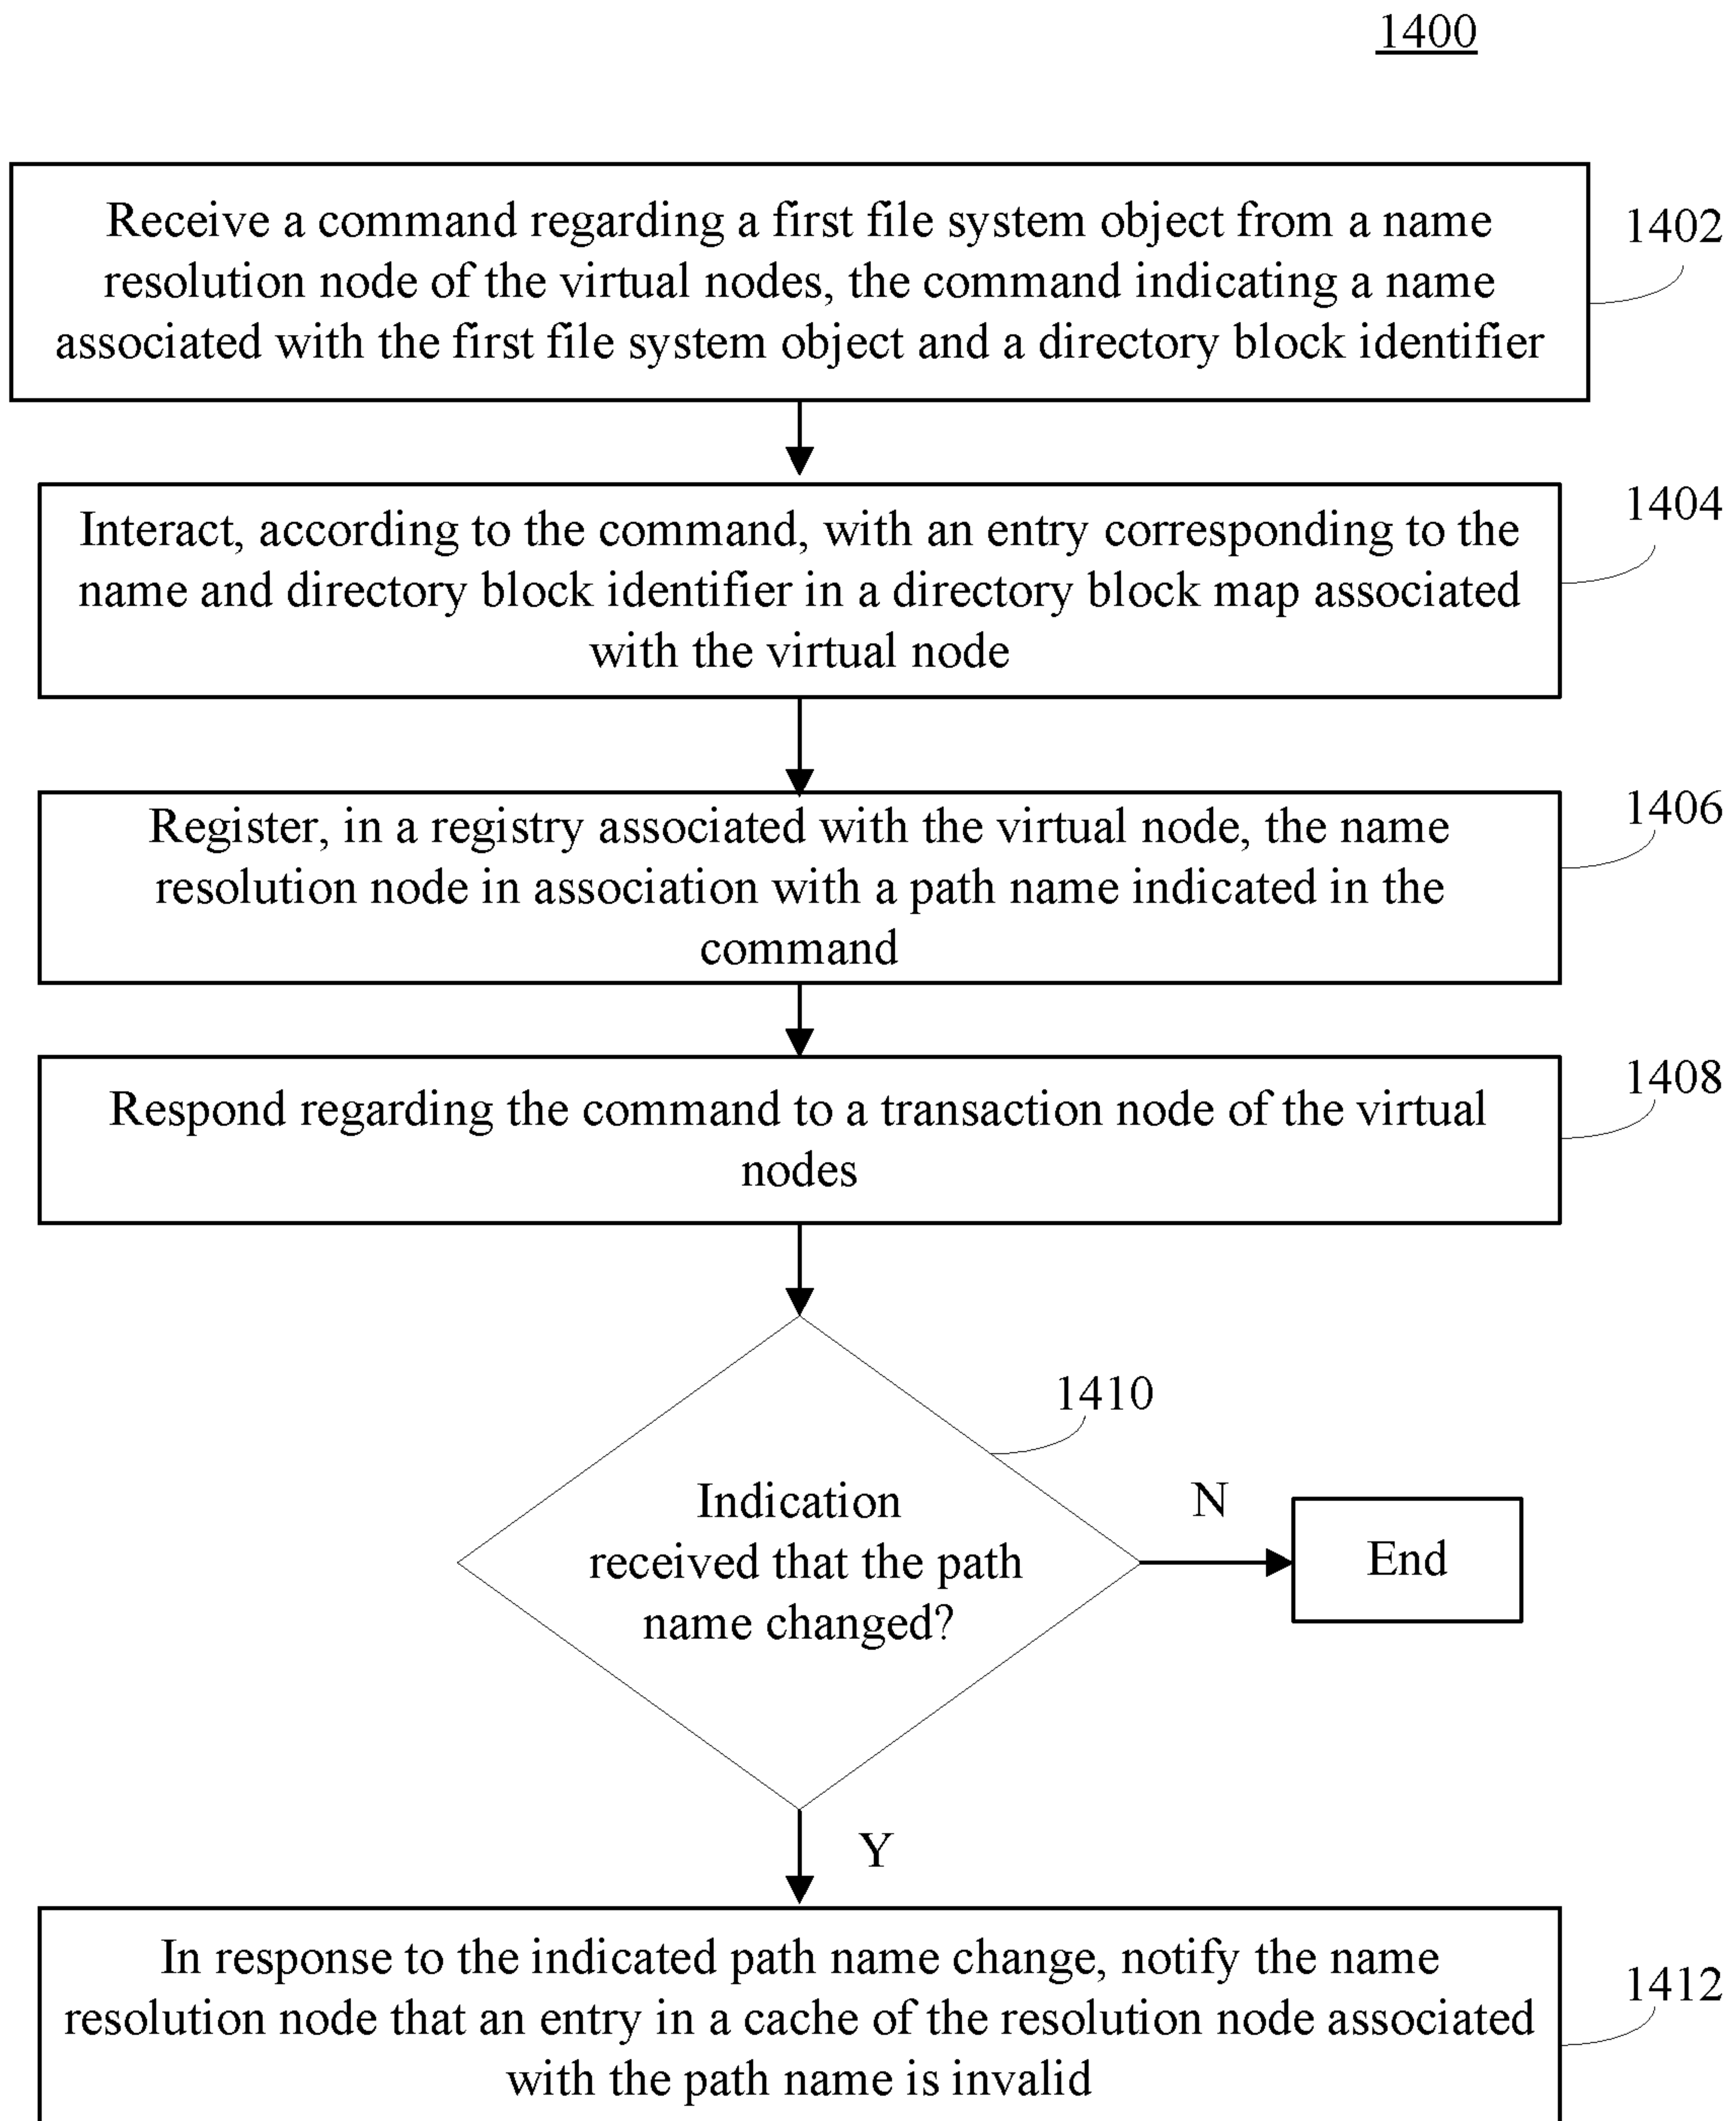 1400
Receive a command regarding a first file system object from a name
resolution node of the virtual nodes, the command indicating a name
associated with the first file system object and a directory block identifier
1402
Interact, according to the command, with an entry corresponding to the
name and directory block identifier in a directory block map associated
with the virtual node
1404
Register, in a registry associated with the virtual node, the name
resolution node in association with a path name indicated in the
command
1406
Respond regarding the command to a transaction node of the virtual
nodes
1408
Indication
received that the path
name changed?
1410
N
End
Y
In response to the indicated path name change, notify the name
resolution node that an entry in a cache of the resolution node associated
with the path name is invalid
1412